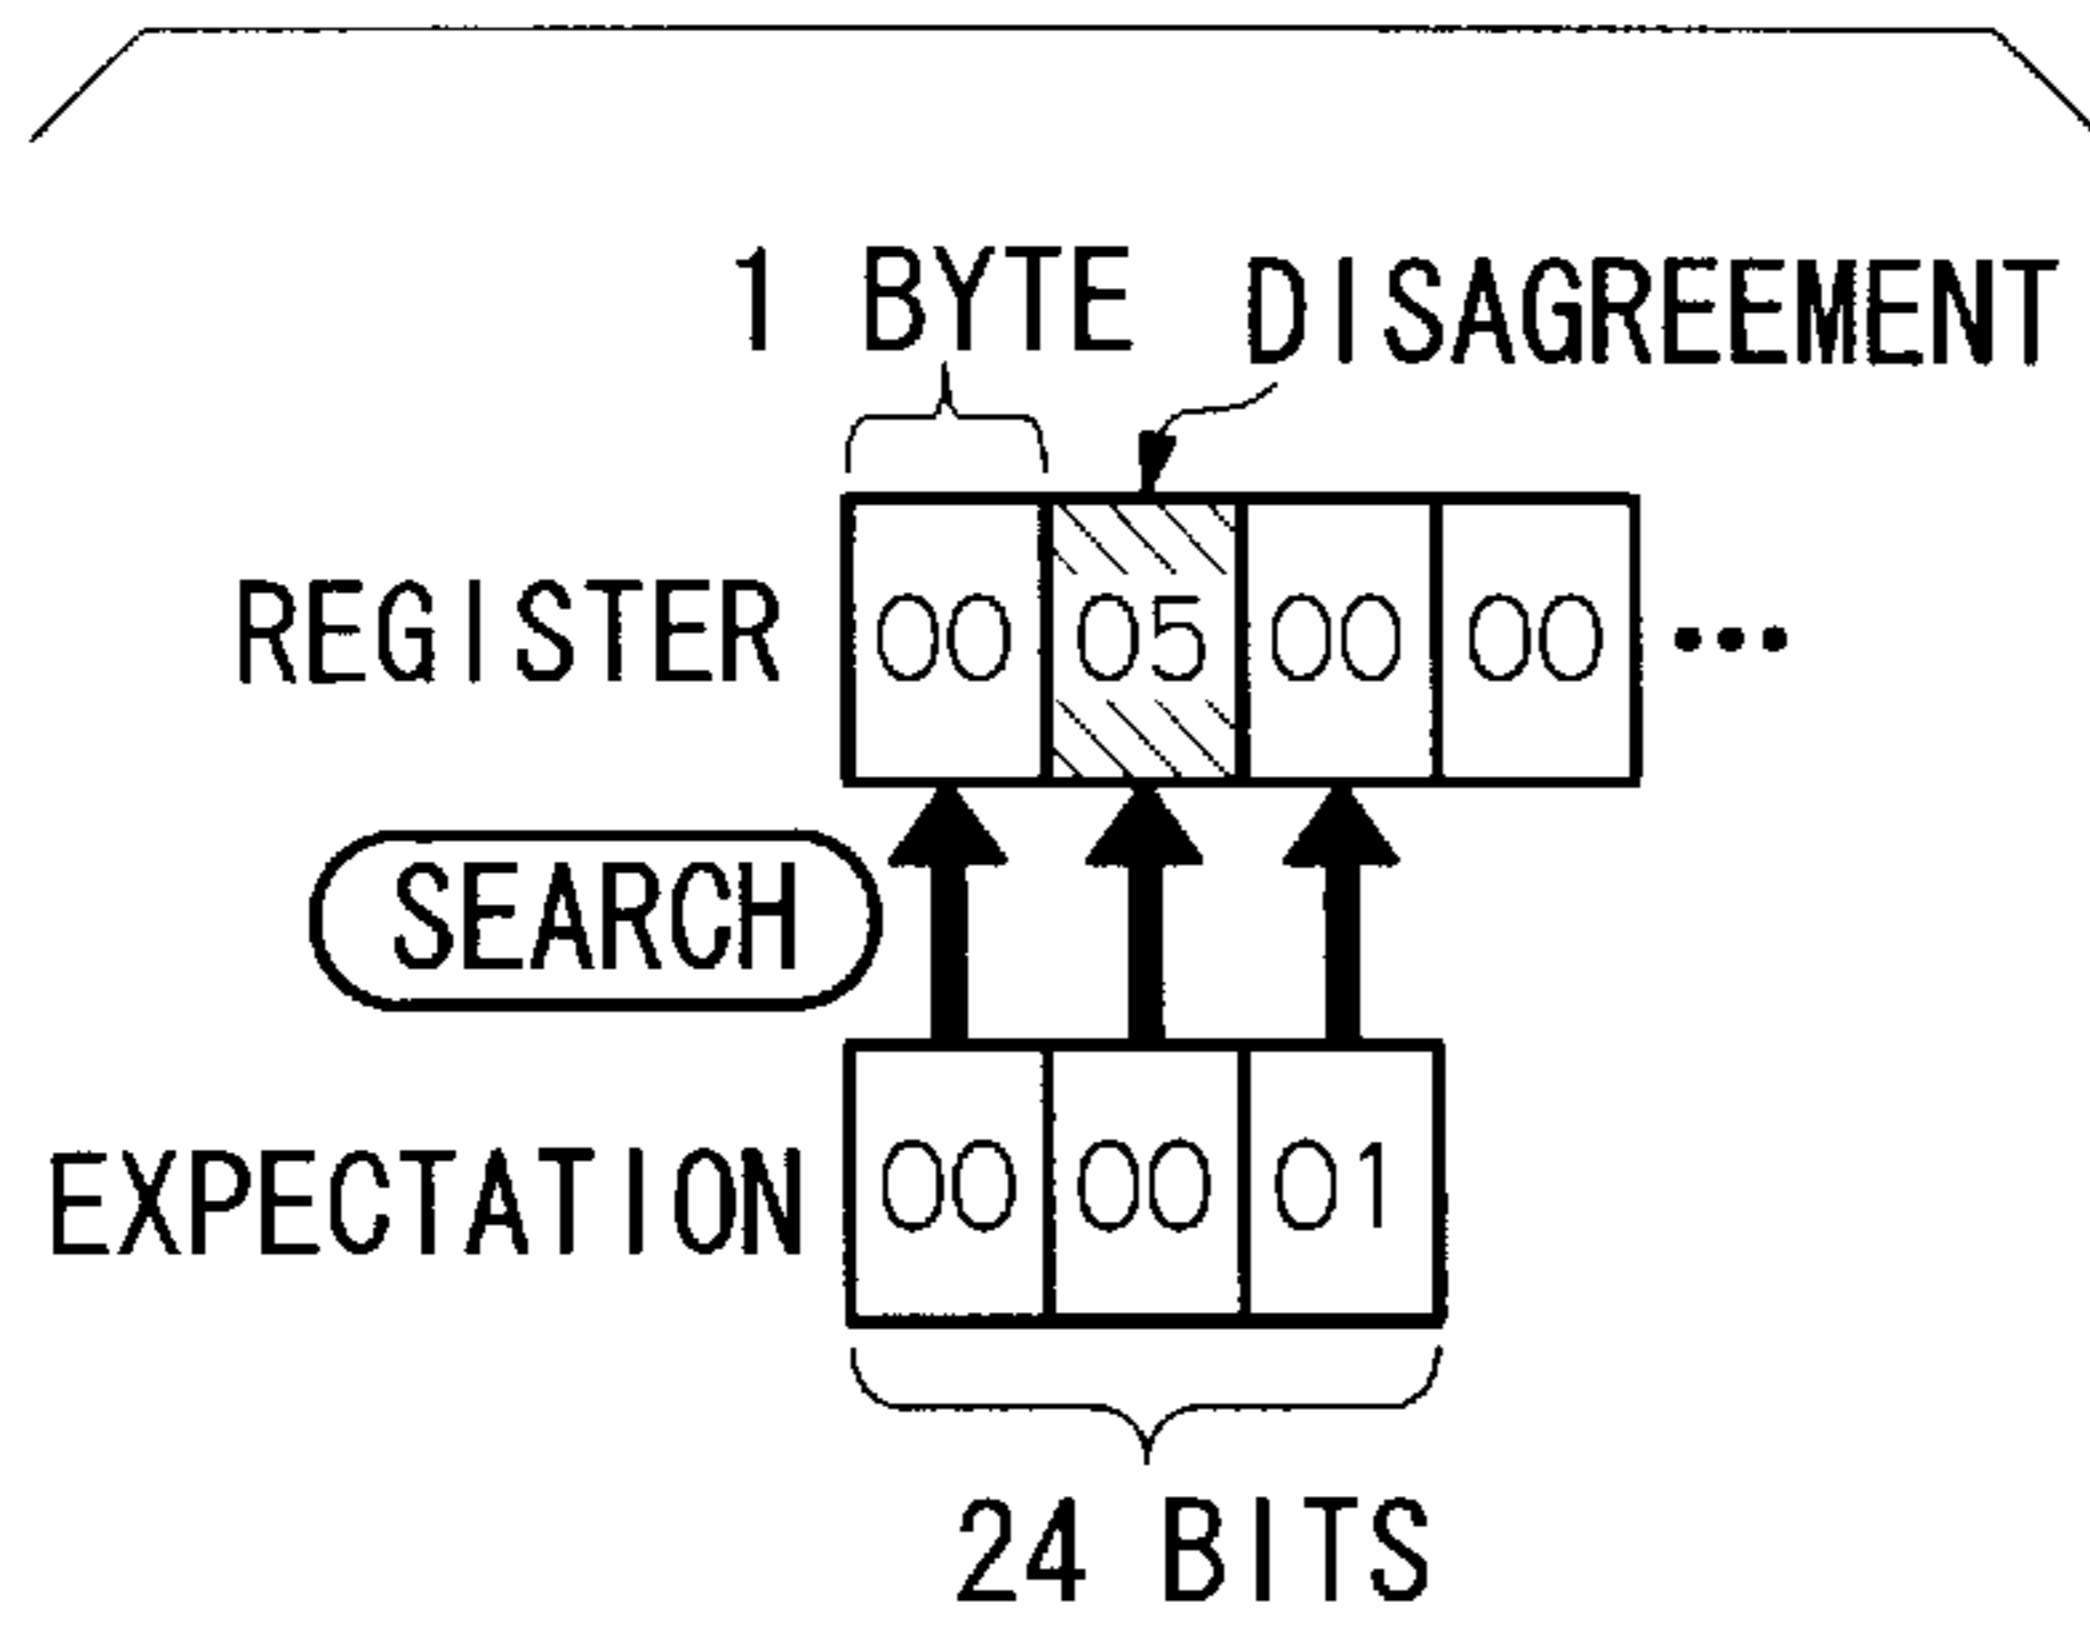 1 BYTE DISAGREEMENT
REGISTER 00 05 00 00 •••
SEARCH
EXPECTATION 00 00 01
24 BITS